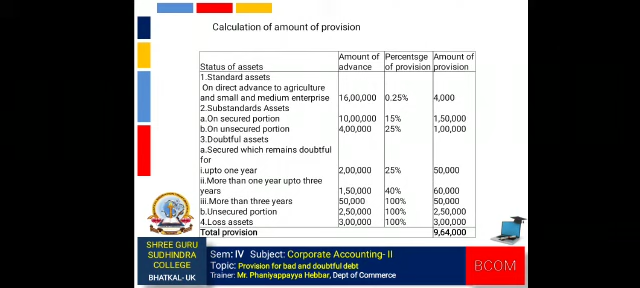 Calculation of amount of provision
Status of assets | Amount of advance | Percentsge of provision | Amount of provision
1.Standard assets
On direct advance to agriculture
and small and medium enterprise | 16,00,000 | 0.25% | 4,000
2.Substandards Assets
a.On secured portion | 10,00,000 | 15% | 1,50,000
b.On unsecured portion | 4,00,000 | 25% | 1,00,000
3.Doubtful assets
a.Secured which remains doubtful
for
i.upto one year | 2,00,000 | 25% | 50,000
ii.More than one year upto three
years | 1,50,000 | 40% | 60,000
iii.More than three years | 50,000 | 100% | 50,000
b.Unsecured portion | 2,50,000 | 100% | 2,50,000
4.Loss assets | 3,00,000 | 100% | 3,00,000
Total provision | 9,64,000
SHREE GURU
SUDHINDRA
COLLEGE
BHATKAL-UK
Sem: IV Subject: Corporate Accounting- II
Topic: Provision for bad and doubtful debt
Trainer: Mr. Phaniyappayya Hebbar, Dept of Commerce
BCOM